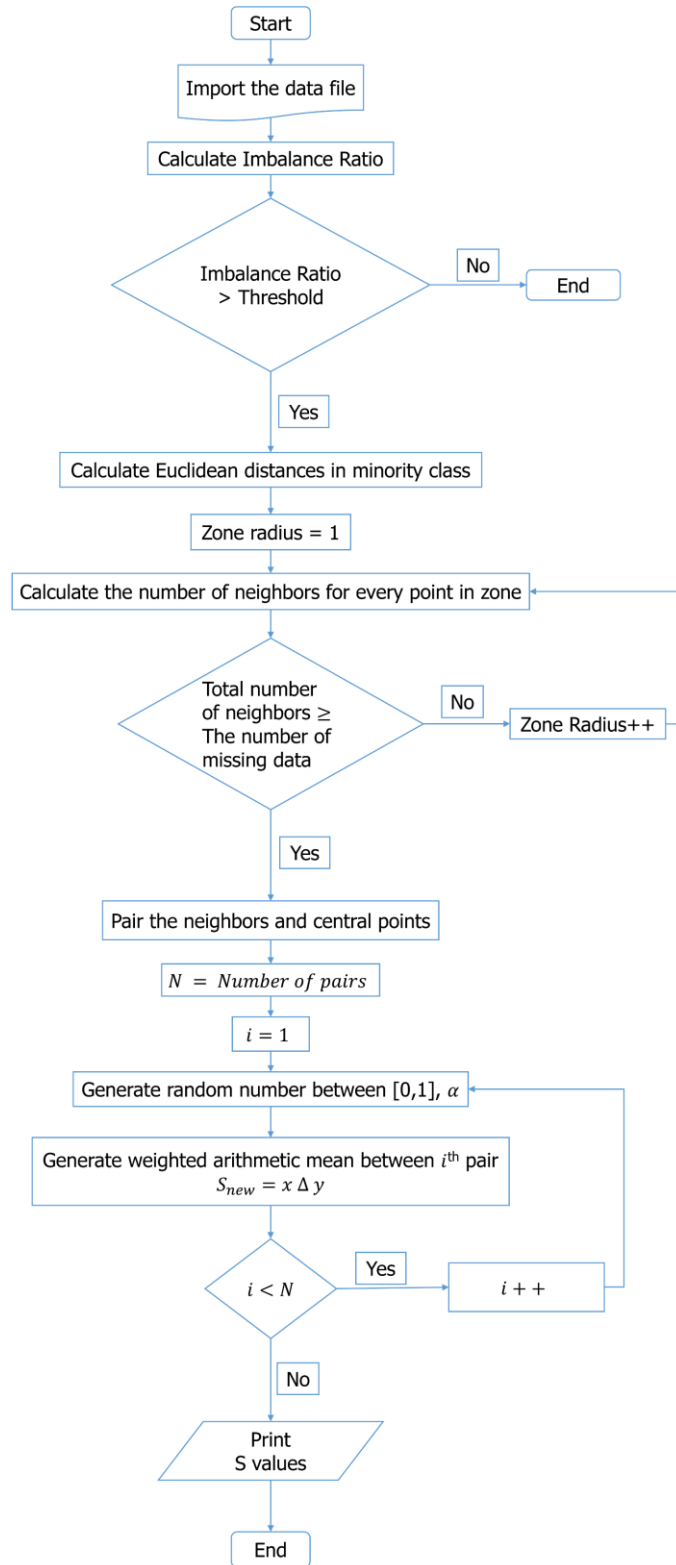 Start
Import the data file
Calculate Imbalance Ratio
Imbalance Ratio
> Threshold
No
End
Yes
Calculate Euclidean distances in minority class
Zone radius = 1
Calculate the number of neighbors for every point in zone
Total number
of neighbors ≥
The number of
missing data
No
Zone Radius++
Yes
Pair the neighbors and central points
N = Number of pairs
i = 1
Generate random number between [0,1], α
Generate weighted arithmetic mean between iᵗʰ pair
S_new = x Δ y
i < N
Yes
i + +
No
Print
S values
End